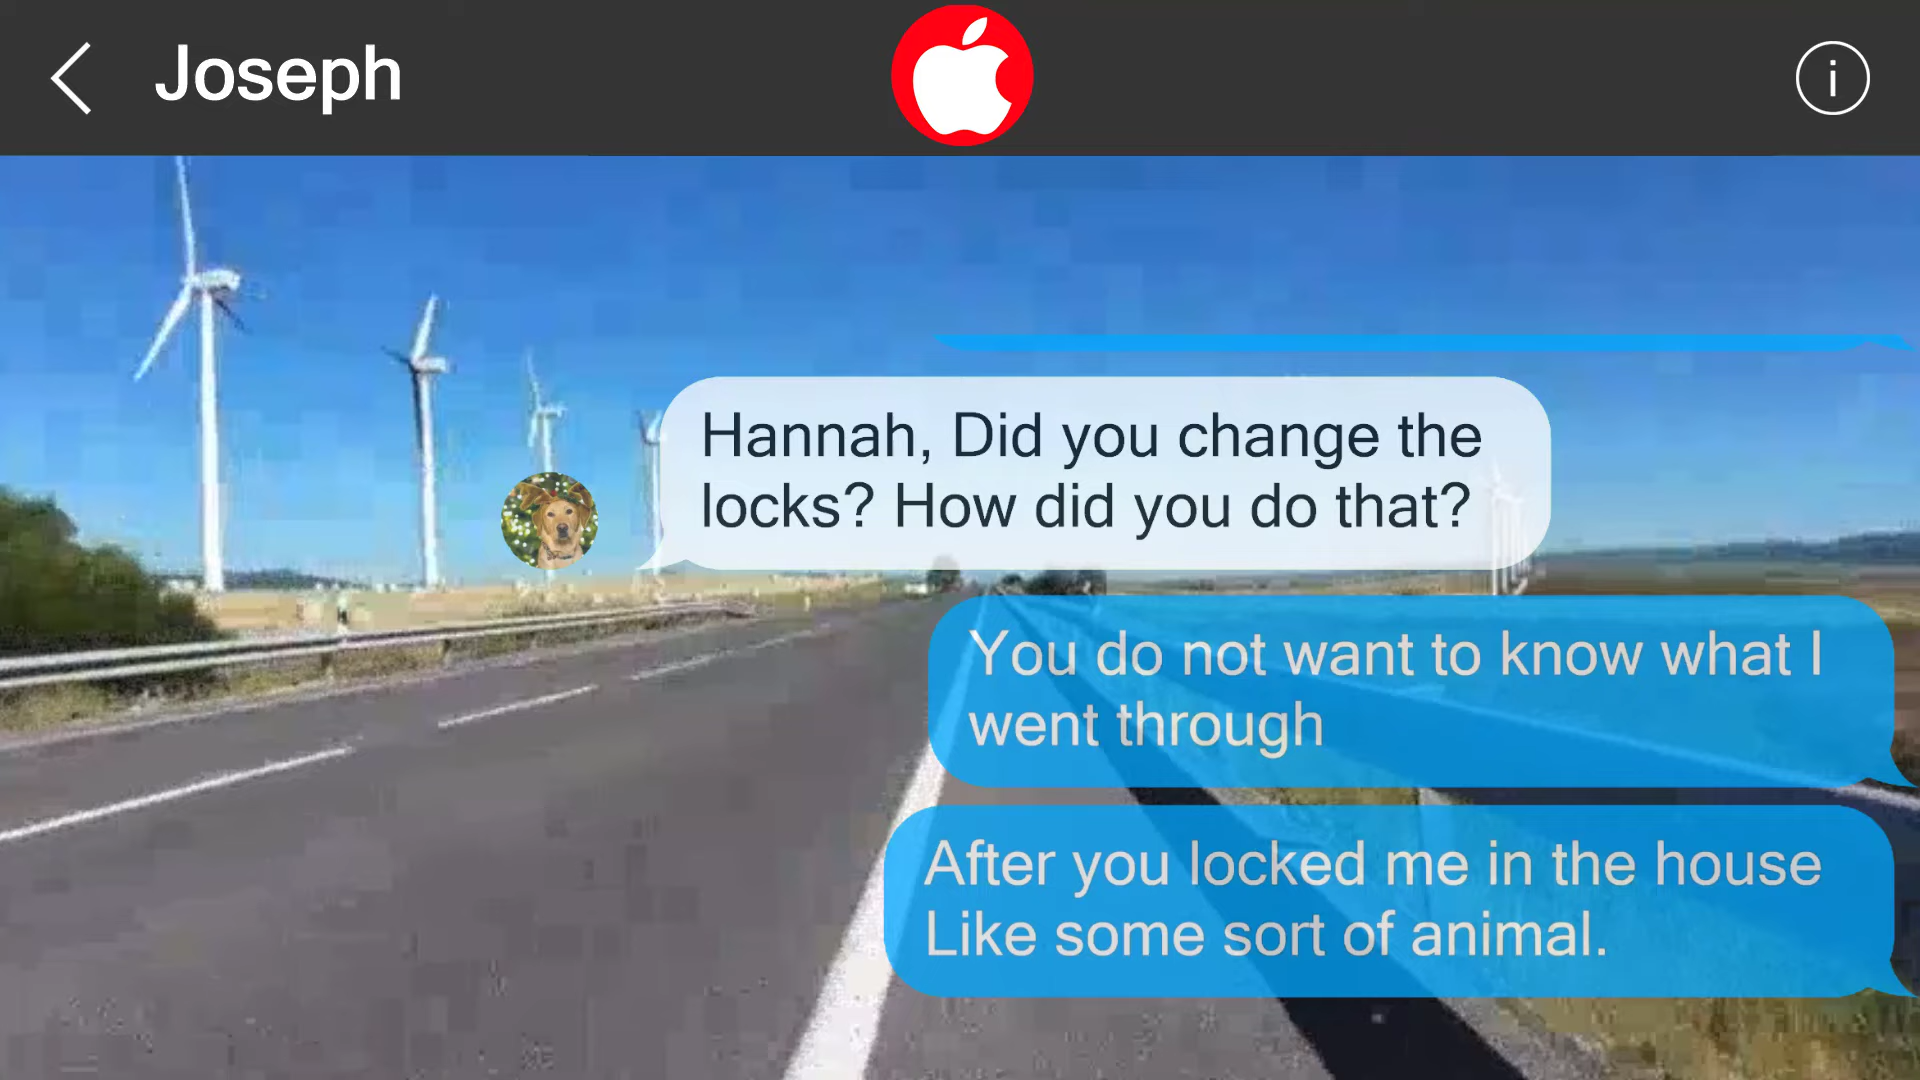 Joseph
Hannah, Did you change the
locks? How did you do that?
You do not want to know what I
went through
After you locked me in the house
Like some sort of animal.